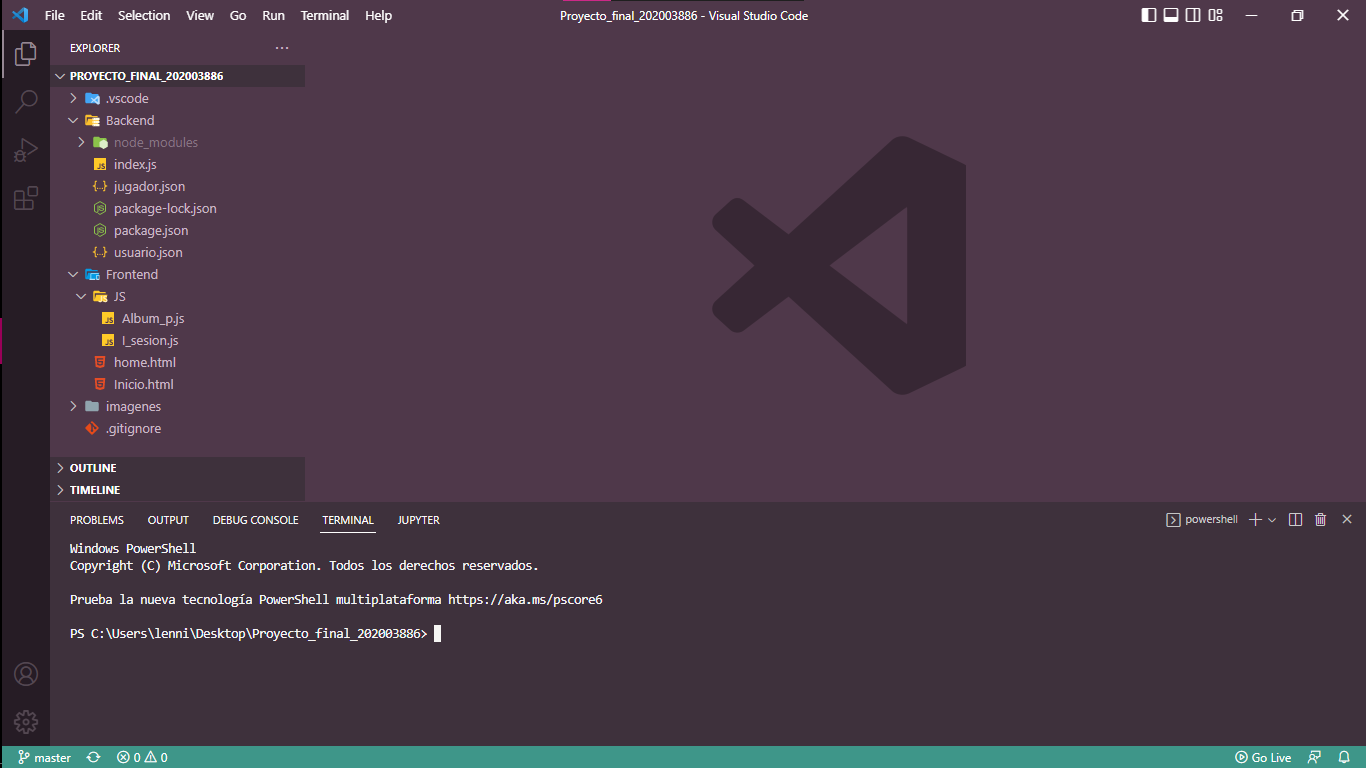 File Edit Selection View Go Run Terminal Help
Proyecto_final_202003886 - Visual Studio Code
EXPLORER
PROYECTO_FINAL_202003886
.vscode
Backend
node_modules
index.js
jugador.json
package-lock.json
package.json
usuario.json
Frontend
JS
Album_p.js
I_sesion.js
home.html
Inicio.html
imagenes
.gitignore
OUTLINE
TIMELINE
PROBLEMS OUTPUT DEBUG CONSOLE TERMINAL JUPYTER
powershell
Windows PowerShell
Copyright (C) Microsoft Corporation. Todos los derechos reservados.
Prueba la nueva tecnología PowerShell multiplataforma https://aka.ms/pscore6
PS C:\Users\lenni\Desktop\Proyecto_final_202003886>
master 0 0 Go Live